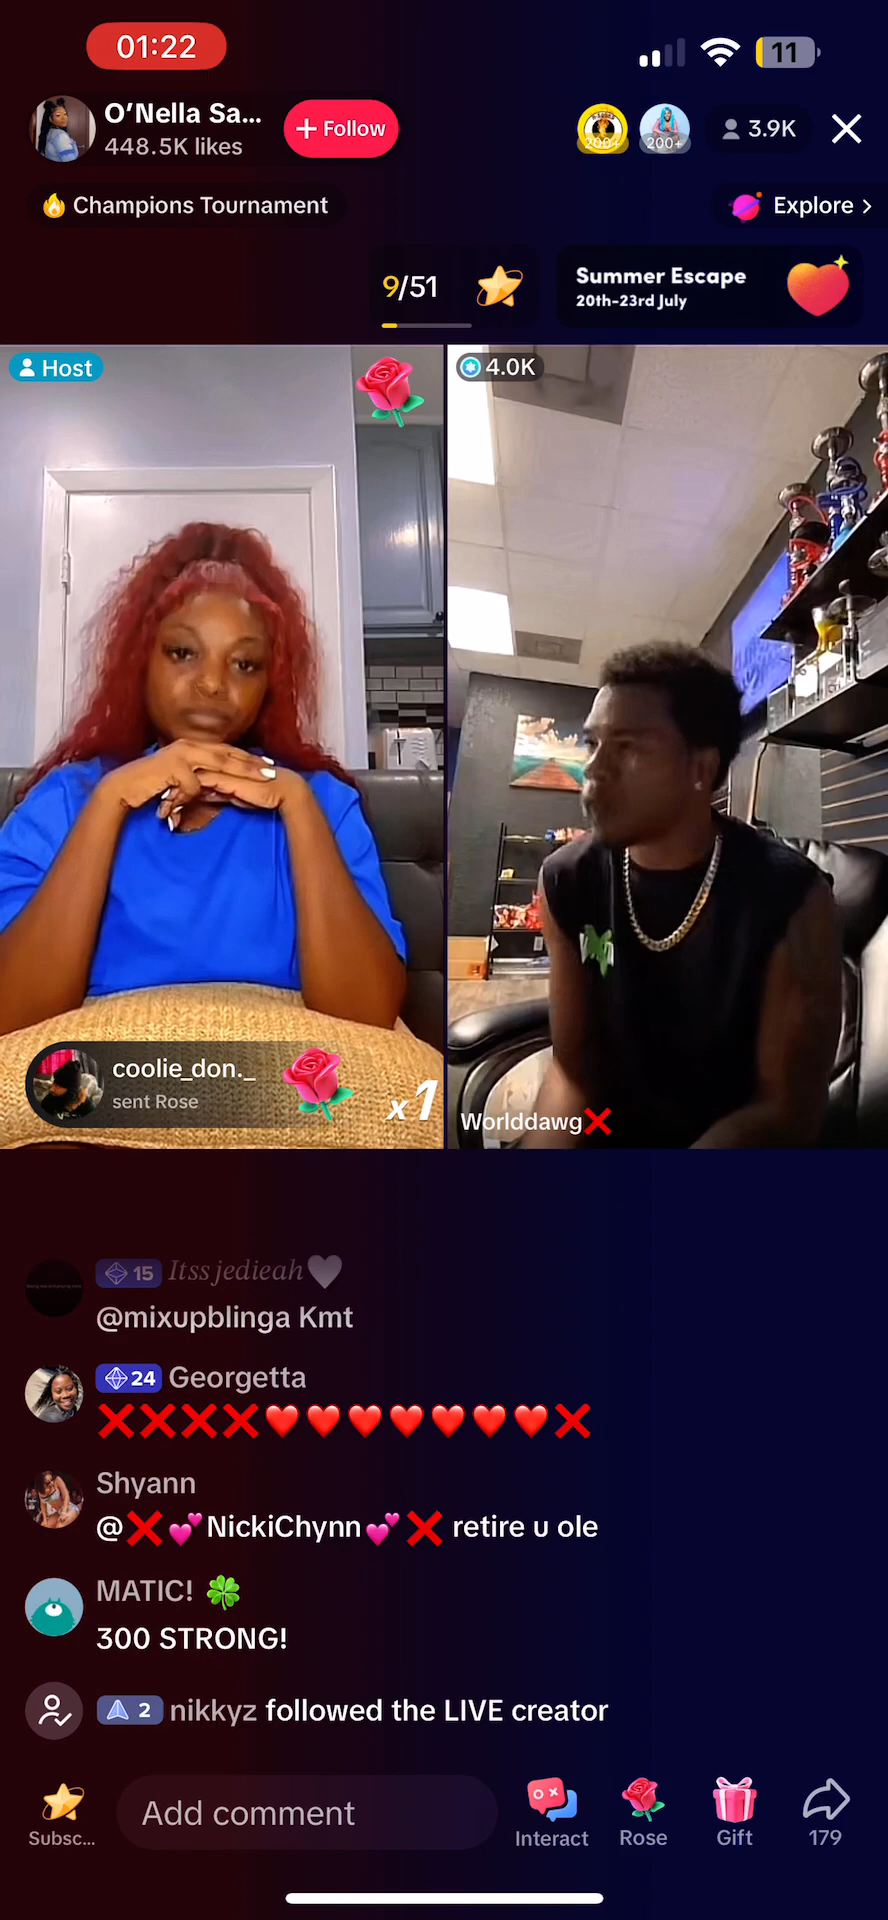 01:22
11
O’Nella Sa...
448.5K likes
+ Follow
200+
200+
3.9K
Champions Tournament
Explore >
9/51
Summer Escape
20th-23rd July
Host
4.0K
coolie_don._
sent Rose
x1
Worlddawg❌
15 Itssjedieah🤍
@mixupblinga Kmt
24 Georgetta
❌❌❌❌❤️❤️❤️❤️❤️❤️❤️❌
Shyann
@❌💕NickiChynn💕❌ retire u ole
MATIC! 🍀
300 STRONG!
2 nikkyz followed the LIVE creator
Subsc...
Add comment
Interact
Rose
Gift
179